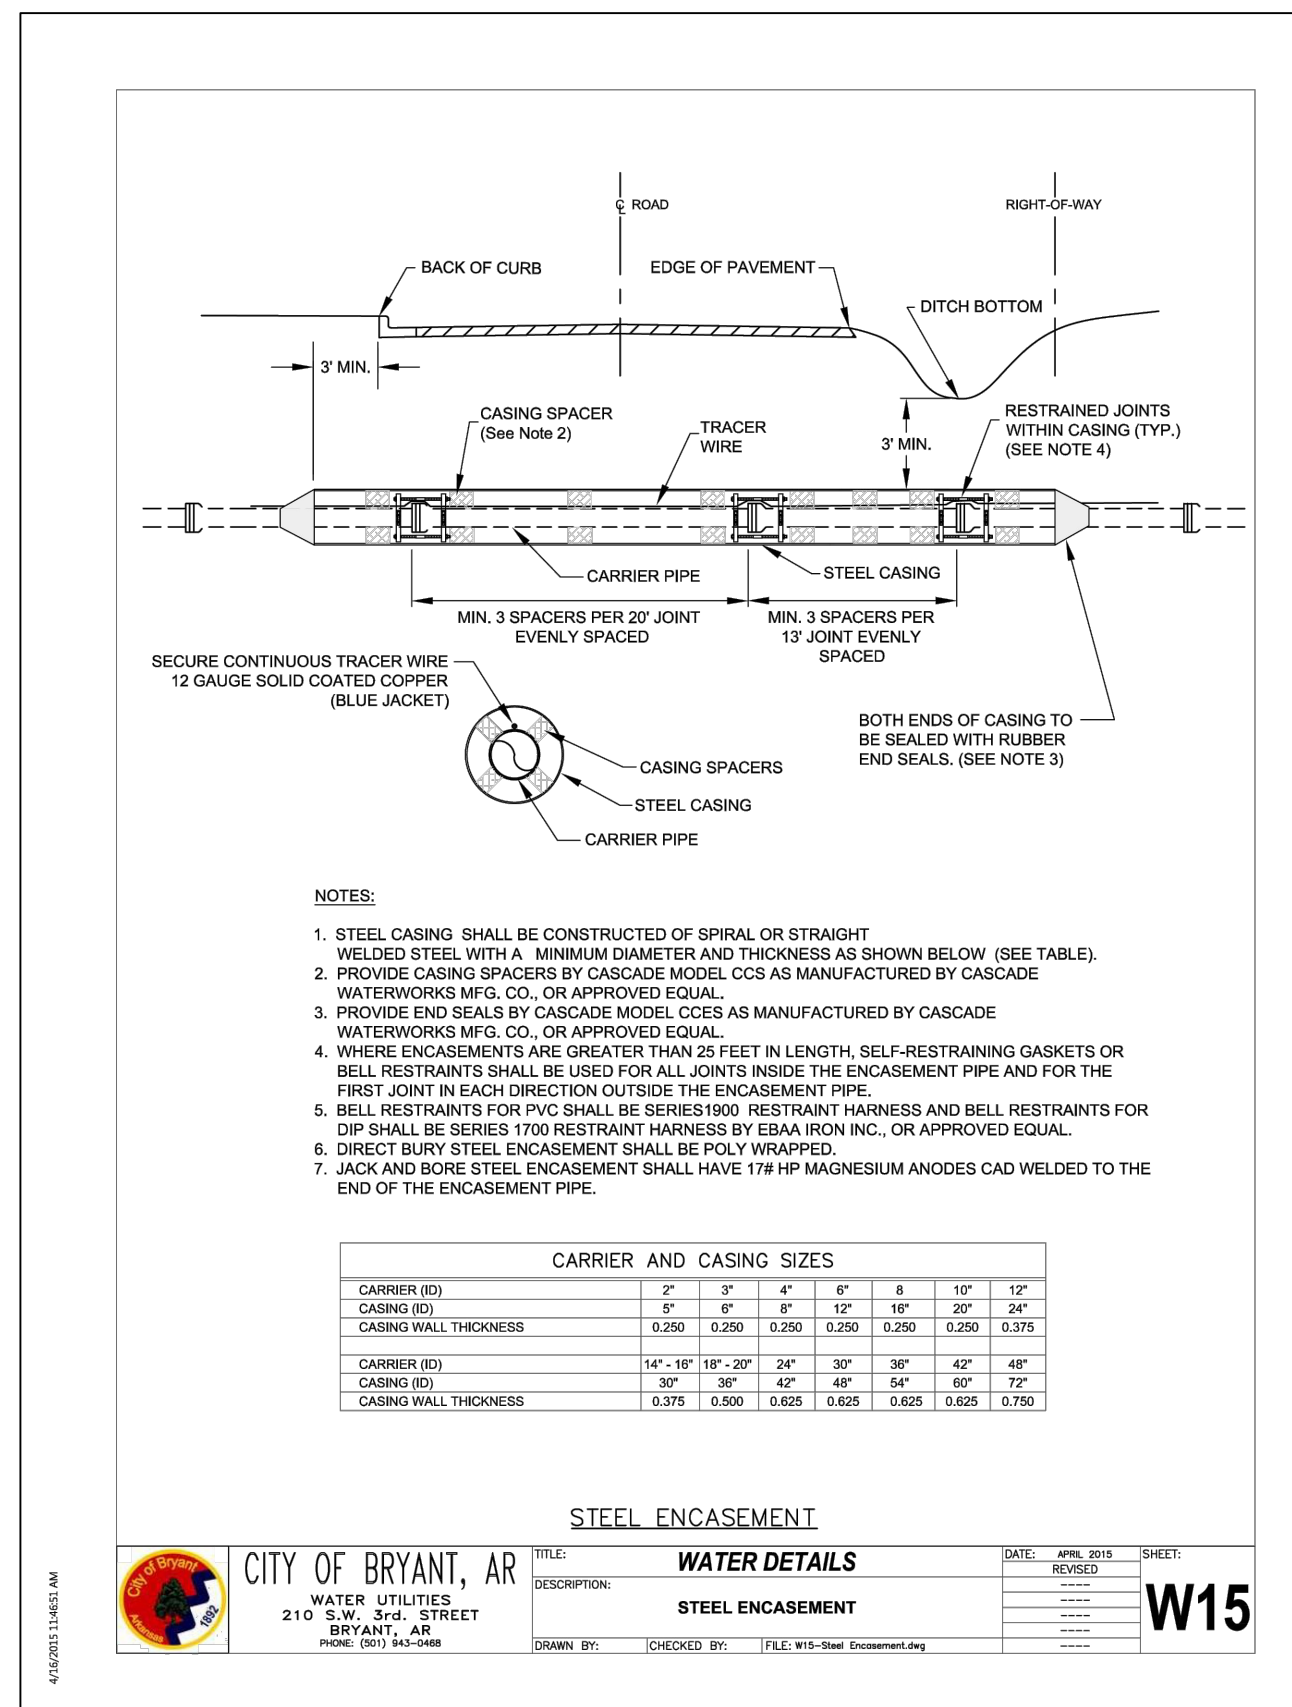 ℄ ROAD
RIGHT-OF-WAY
BACK OF CURB
EDGE OF PAVEMENT
DITCH BOTTOM
3' MIN.
CASING SPACER
(See Note 2)
TRACER
WIRE
3' MIN.
RESTRAINED JOINTS
WITHIN CASING (TYP.)
(SEE NOTE 4)
CARRIER PIPE
STEEL CASING
MIN. 3 SPACERS PER 20' JOINT
EVENLY SPACED
MIN. 3 SPACERS PER
13' JOINT EVENLY
SPACED
SECURE CONTINUOUS TRACER WIRE
12 GAUGE SOLID COATED COPPER
(BLUE JACKET)
BOTH ENDS OF CASING TO
BE SEALED WITH RUBBER
END SEALS. (SEE NOTE 3)
CASING SPACERS
STEEL CASING
CARRIER PIPE
NOTES:
1. STEEL CASING SHALL BE CONSTRUCTED OF SPIRAL OR STRAIGHT
WELDED STEEL WITH A MINIMUM DIAMETER AND THICKNESS AS SHOWN BELOW (SEE TABLE).
2. PROVIDE CASING SPACERS BY CASCADE MODEL CCS AS MANUFACTURED BY CASCADE
WATERWORKS MFG. CO., OR APPROVED EQUAL.
3. PROVIDE END SEALS BY CASCADE MODEL CCES AS MANUFACTURED BY CASCADE
WATERWORKS MFG. CO., OR APPROVED EQUAL.
4. WHERE ENCASEMENTS ARE GREATER THAN 25 FEET IN LENGTH, SELF-RESTRAINING GASKETS OR
BELL RESTRAINTS SHALL BE USED FOR ALL JOINTS INSIDE THE ENCASEMENT PIPE AND FOR THE
FIRST JOINT IN EACH DIRECTION OUTSIDE THE ENCASEMENT PIPE.
5. BELL RESTRAINTS FOR PVC SHALL BE SERIES1900 RESTRAINT HARNESS AND BELL RESTRAINTS FOR
DIP SHALL BE SERIES 1700 RESTRAINT HARNESS BY EBAA IRON INC., OR APPROVED EQUAL.
6. DIRECT BURY STEEL ENCASEMENT SHALL BE POLY WRAPPED.
7. JACK AND BORE STEEL ENCASEMENT SHALL HAVE 17# HP MAGNESIUM ANODES CAD WELDED TO THE
END OF THE ENCASEMENT PIPE.
CARRIER AND CASING SIZES
CARRIER (ID) 2" 3" 4" 6" 8 10" 12"
CASING (ID) 5" 6" 8" 12" 16" 20" 24"
CASING WALL THICKNESS 0.250 0.250 0.250 0.250 0.250 0.250 0.375
CARRIER (ID) 14" - 16" 18" - 20" 24" 30" 36" 42" 48"
CASING (ID) 30" 36" 42" 48" 54" 60" 72"
CASING WALL THICKNESS 0.375 0.500 0.625 0.625 0.625 0.625 0.750
STEEL ENCASEMENT
City of Bryant
Arkansas
1892
CITY OF BRYANT, AR
WATER UTILITIES
210 S.W. 3rd. STREET
BRYANT, AR
PHONE: (501) 943-0468
TITLE:
WATER DETAILS
DESCRIPTION:
STEEL ENCASEMENT
DRAWN BY:
CHECKED BY:
FILE: W15-Steel Encasement.dwg
DATE: APRIL 2015
REVISED
----
----
----
----
----
SHEET:
W15
4/16/2015 11:46:51 AM